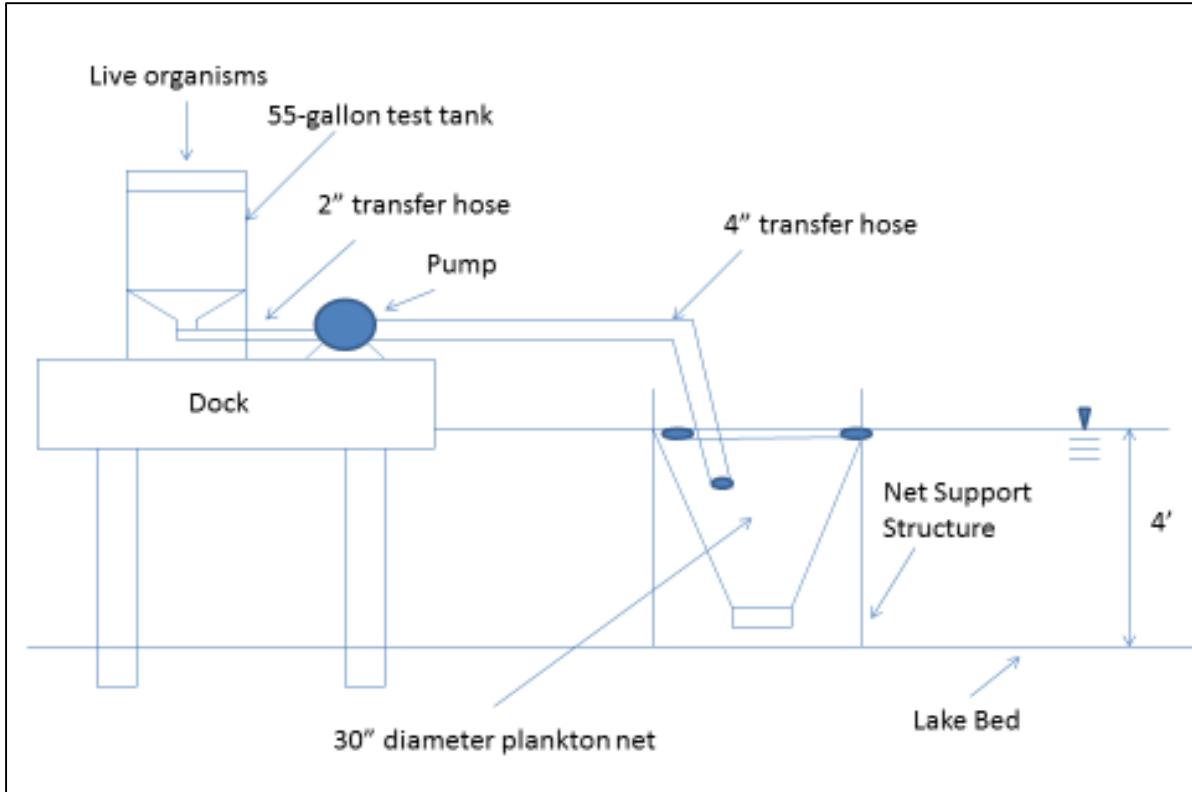 Live organisms
55-gallon test tank
2” transfer hose
4” transfer hose
Pump
Dock
Net Support
Structure
4’
30” diameter plankton net
Lake Bed